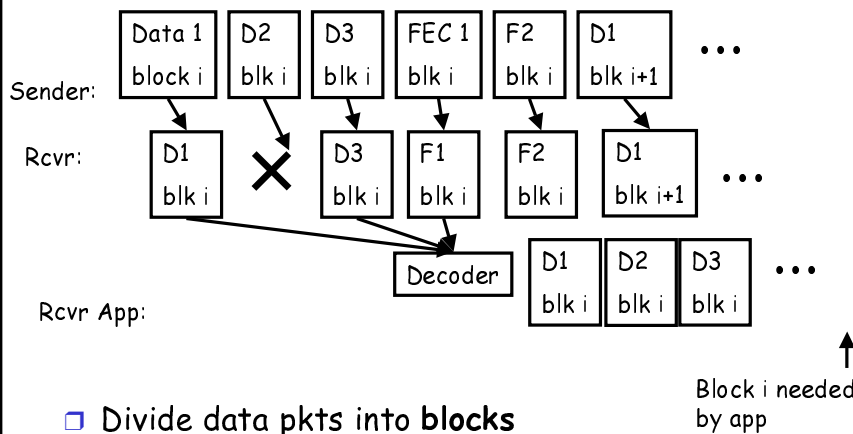 Data 1 D2 D3 FEC 1 F2 D1
block i blk i blk i blk i blk i blk i+1 ...
Sender:
Rcvr:
D1 D3 F1 F2 D1
blk i blk i blk i blk i blk i+1 ...
Decoder
D1 D2 D3 ...
blk i blk i blk i
Rcvr App:
Block i needed
by app
Divide data pkts into blocks